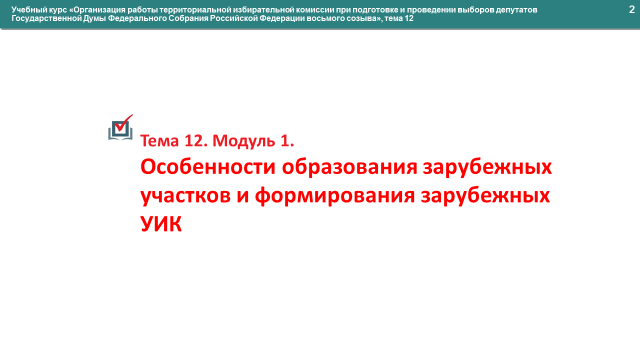 Учебный курс «Организация работы территориальной избирательной комиссии при подготовке и проведении выборов депутатов
Государственной Думы Федерального Собрания Российской Федерации восьмого созыва», тема 12
2
Тема 12. Модуль 1.
Особенности образования зарубежных
участков и формирования зарубежных
УИК